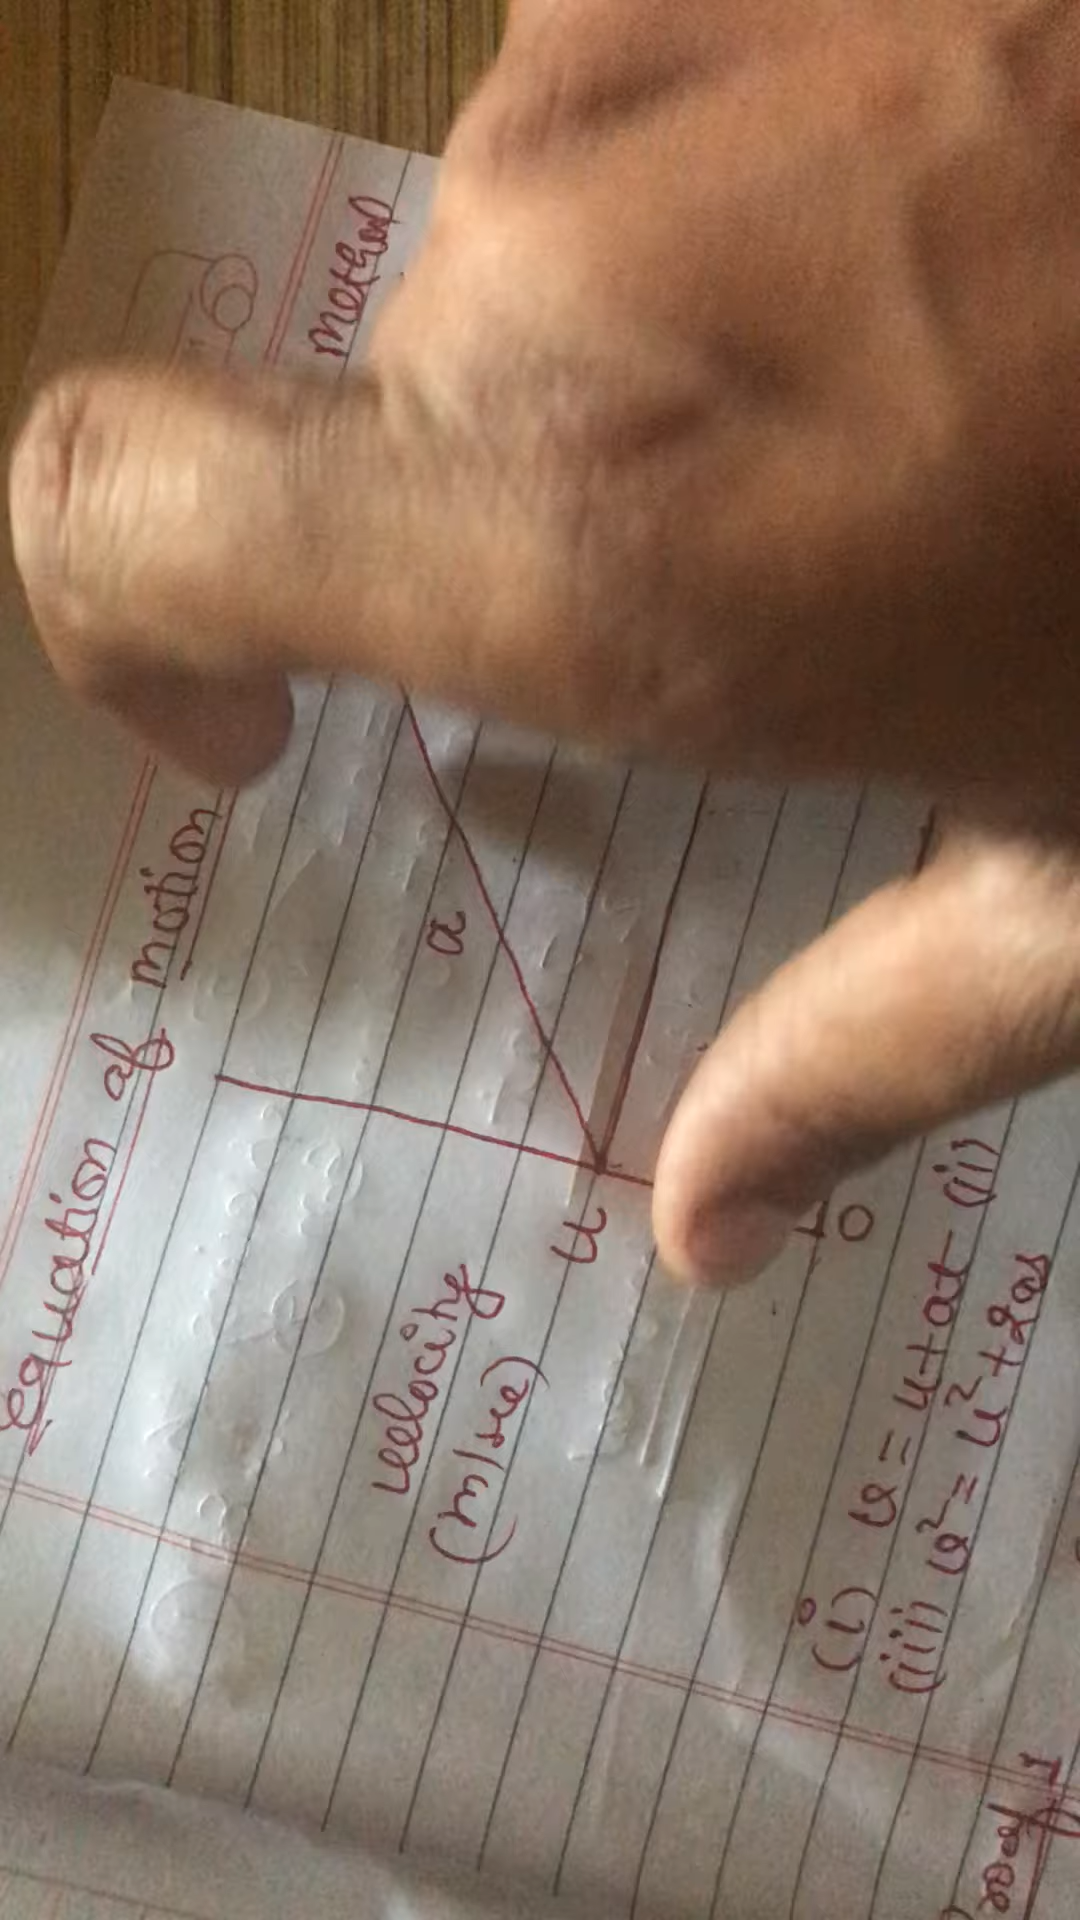 Equation of motion
method
a
velocity
(m/sec)
u
O
(i) v = u + at - (ii)
(iii) v² = u² + 2as